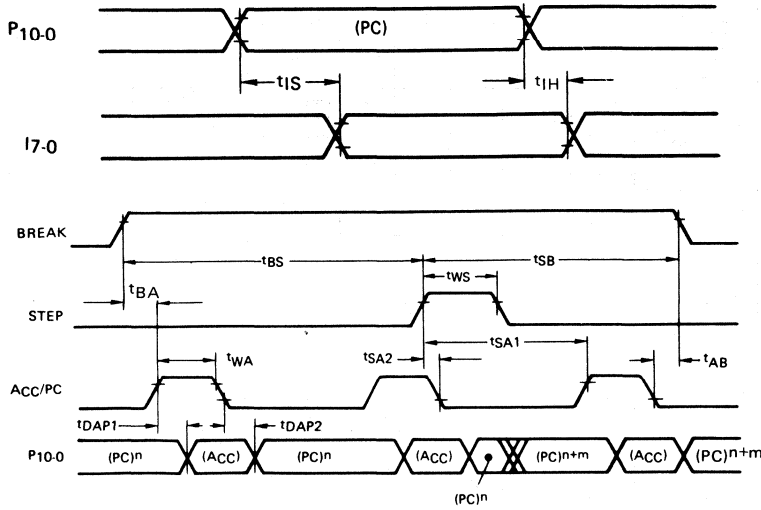 P10-0
(PC)
tIS
tIH
I7-0
BREAK
tBS
tSB
tBA
tWS
STEP
tSA1
tWA
tSA2
tAB
ACC/PC
tDAP1
tDAP2
P10-0
(PC)n
(ACC)
(PC)n
(ACC)
(PC)n+m
(ACC)
(PC)n+m
(PC)n